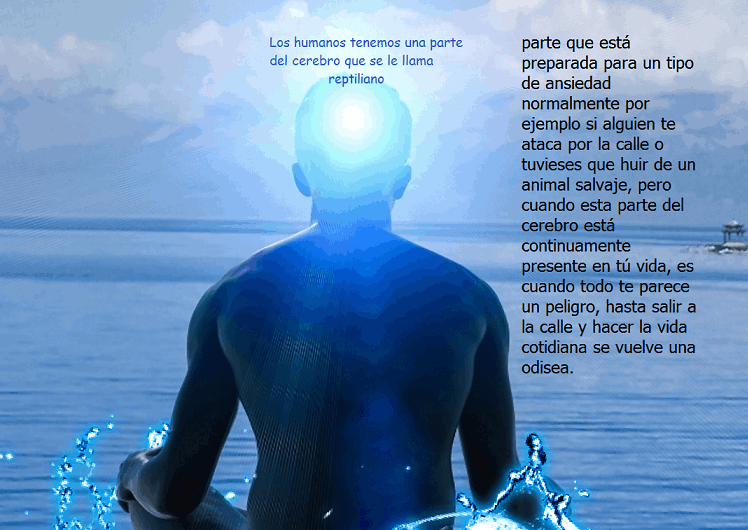 Los humanos tenemos una parte
del cerebro que se le llama
reptiliano
parte que está
preparada para un tipo
de ansiedad
normalmente por
ejemplo si alguien te
ataca por la calle o
tuvieses que huir de un
animal salvaje, pero
cuando esta parte del
cerebro está
continuamente
presente en tú vida, es
cuando todo te parece
un peligro, hasta salir a
la calle y hacer la vida
cotidiana se vuelve una
odisea.